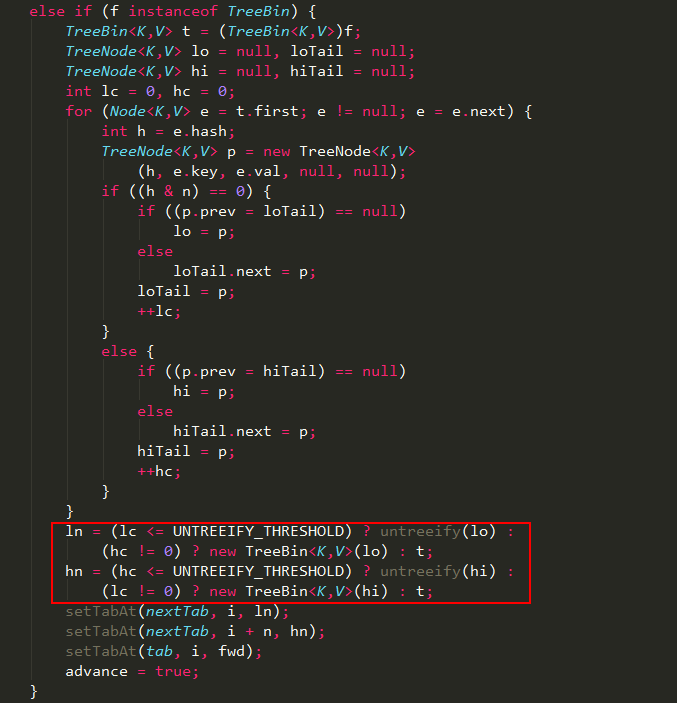 else if (f instanceof TreeBin) {
TreeBin<K,V> t = (TreeBin<K,V>)f;
TreeNode<K,V> lo = null, loTail = null;
TreeNode<K,V> hi = null, hiTail = null;
int lc = 0, hc = 0;
for (Node<K,V> e = t.first; e != null; e = e.next) {
int h = e.hash;
TreeNode<K,V> p = new TreeNode<K,V>
(h, e.key, e.val, null, null);
if ((h & n) == 0) {
if ((p.prev = loTail) == null)
lo = p;
else
loTail.next = p;
loTail = p;
++lc;
}
else {
if ((p.prev = hiTail) == null)
hi = p;
else
hiTail.next = p;
hiTail = p;
++hc;
}
}
ln = (lc <= UNTREEIFY_THRESHOLD) ? untreeify(lo) :
(hc != 0) ? new TreeBin<K,V>(lo) : t;
hn = (hc <= UNTREEIFY_THRESHOLD) ? untreeify(hi) :
(lc != 0) ? new TreeBin<K,V>(hi) : t;
setTabAt(nextTab, i, ln);
setTabAt(nextTab, i + n, hn);
setTabAt(tab, i, fwd);
advance = true;
}